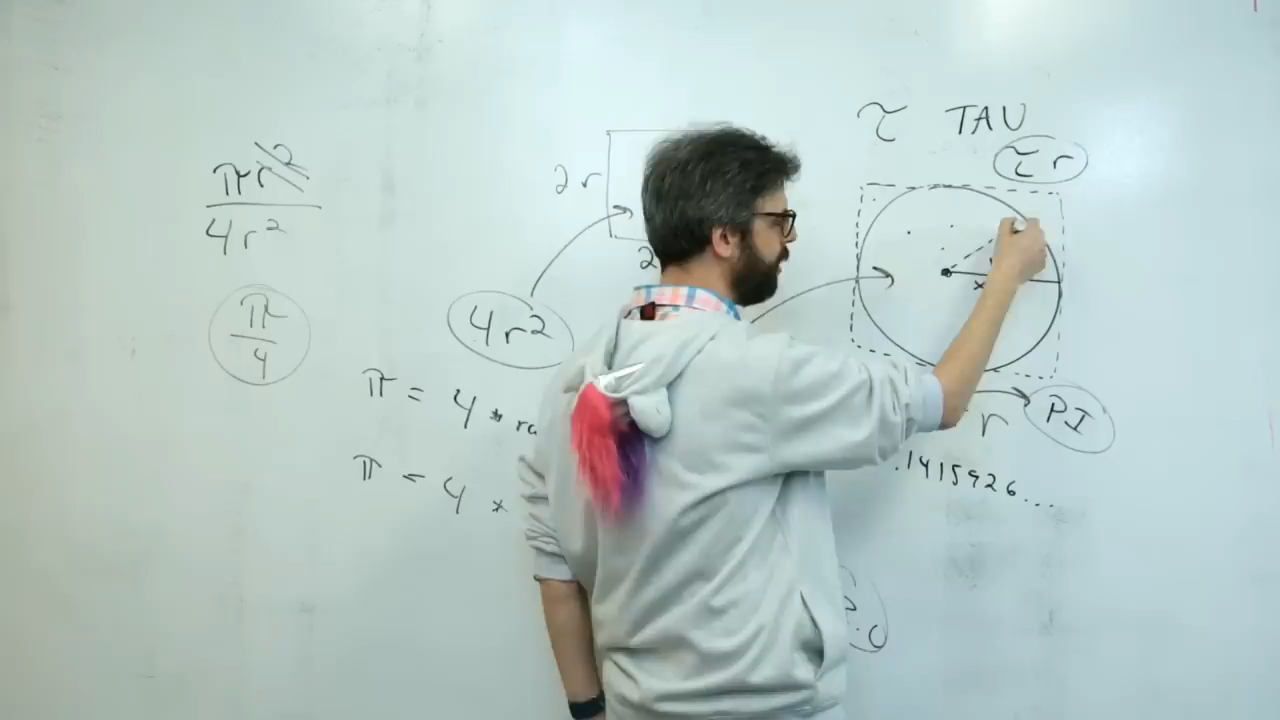 πr²
4r²
π
4
2r
2
4r²
π = 4 *
π = 4 *
τ TAU
τr
x
r
PI
.1415926...